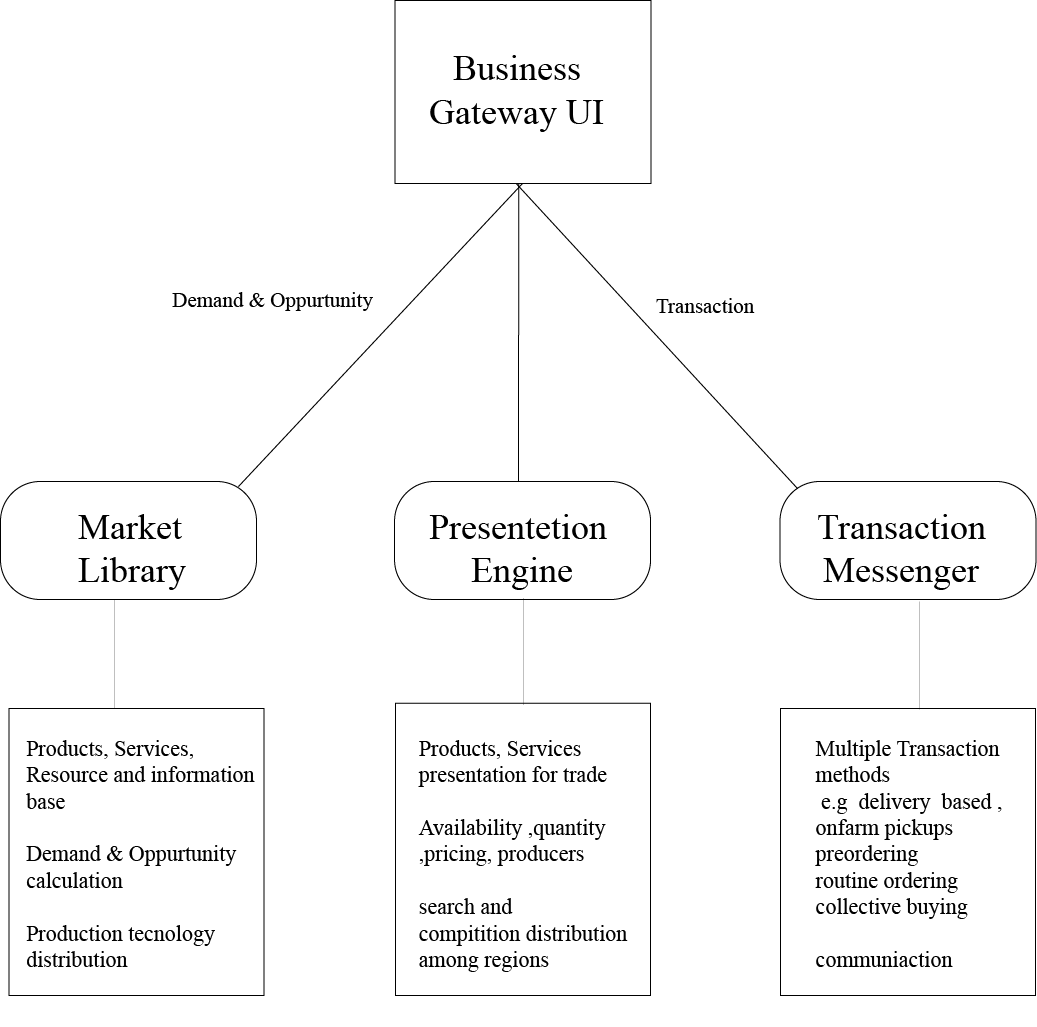 Business
Gateway UI
Demand & Oppurtunity
Transaction
Market
Library
Presentetion
Engine
Transaction
Messenger
Products, Services,
Resource and information
base
Demand & Oppurtunity
calculation
Production tecnology
distribution
Products, Services
presentation for trade
Availability ,quantity
,pricing, producers
search and
compitition distribution
among regions
Multiple Transaction
methods
e.g delivery based ,
onfarm pickups
preordering
routine ordering
collective buying
communiaction